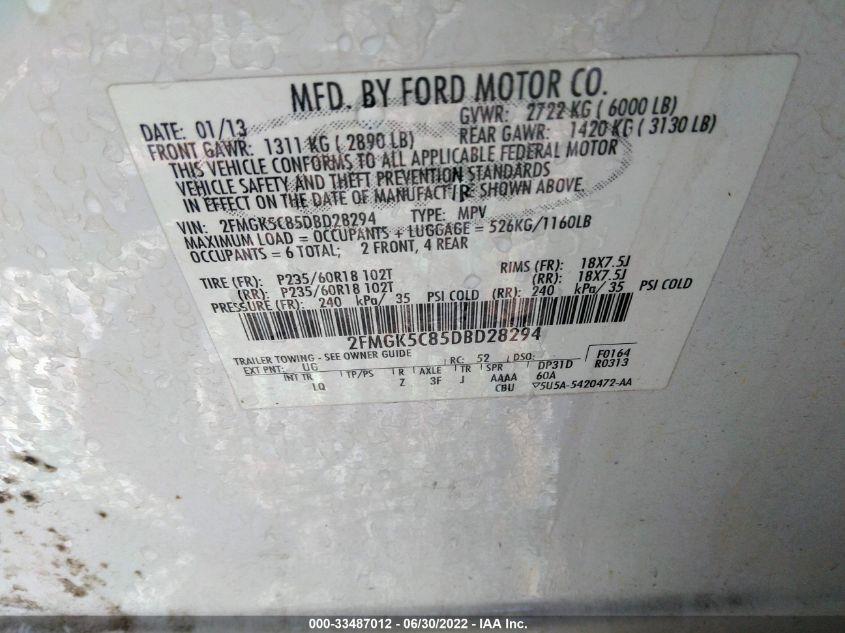 MFD. BY FORD MOTOR CO.
DATE: 01/13 GVWR: 2722 KG ( 6000 LB)
FRONT GAWR: 1311 KG ( 2890 LB) REAR GAWR: 1420 KG ( 3130 LB)
THIS VEHICLE CONFORMS TO ALL APPLICABLE FEDERAL MOTOR
VEHICLE SAFETY AND THEFT PREVENTION STANDARDS
IN EFFECT ON THE DATE OF MANUFACT/R: SHOWN ABOVE.
VIN: 2FMGK5C85DBD28294 TYPE: MPV
MAXIMUM LOAD = OCCUPANTS + LUGGAGE = 526KG/1160LB
OCCUPANTS = 6 TOTAL; 2 FRONT, 4 REAR
TIRE (FR): P235/60R18 102T RIMS (FR): 18X7.5J
(RR): P235/60R18 102T (RR): 18X7.5J
PRESSURE (FR): 240 kPa/ 35 PSI COLD (RR): 240 kPa/ 35 PSI COLD
2FMGK5C85DBD28294
TRAILER TOWING - SEE OWNER GUIDE
EXT PNT: UG RC: 52 DSO: F0164
INT TR TP/PS R AXLE TR SPR DP31D R0313
LQ Z 3F J AAAA 60A
CBU ▽5U5A-5420472-AA
000-33487012 - 06/30/2022 - IAA Inc.